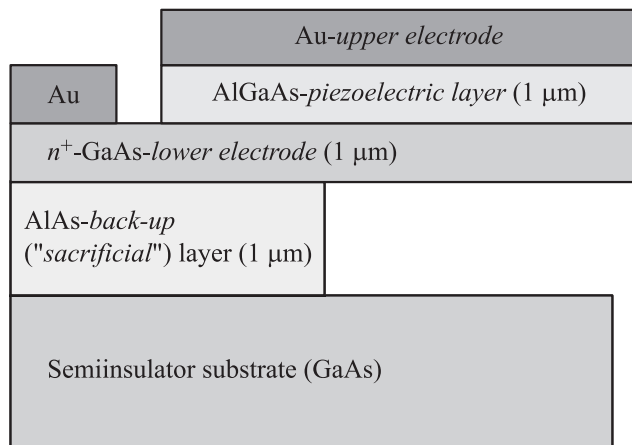 Au-upper electrode
Au
AlGaAs-piezoelectric layer (1 μm)
n⁺-GaAs-lower electrode (1 μm)
AlAs-back-up
("sacrificial") layer (1 μm)
Semiinsulator substrate (GaAs)